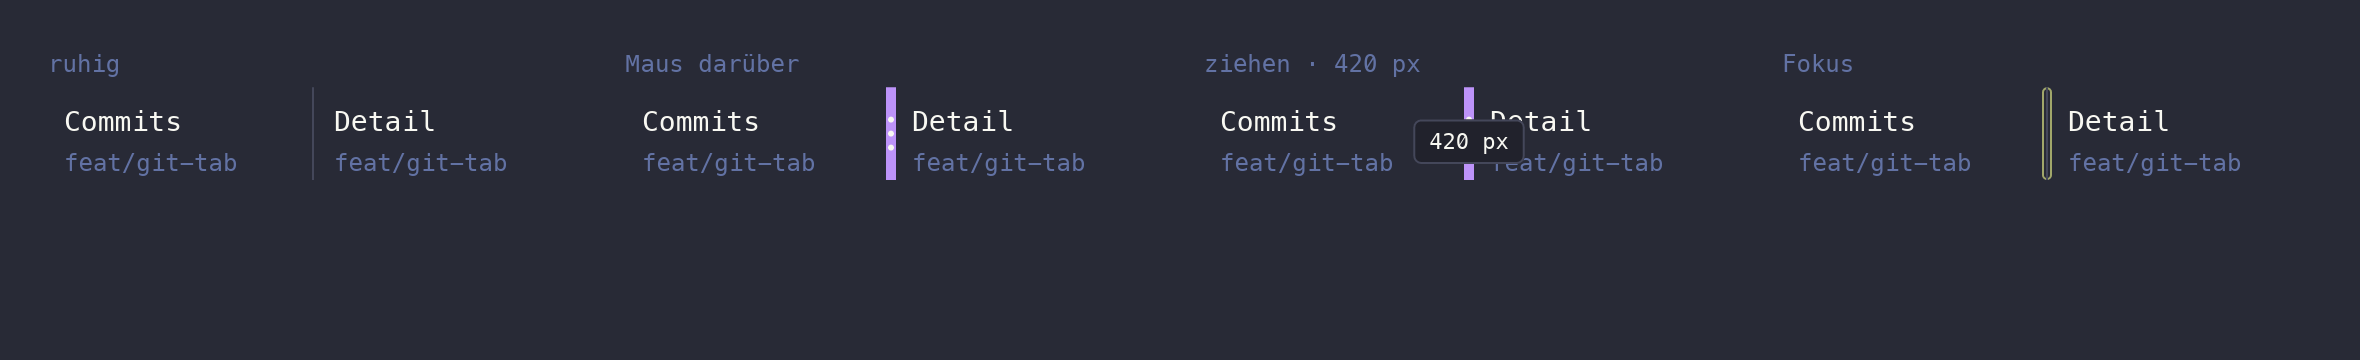 ruhig
Commits
Detail
feat/git-tab
feat/git-tab
Maus darüber
Commits
Detail
feat/git-tab
feat/git-tab
ziehen · 420 px
Commits
420 px
feat/git-tab
Fokus
Commits
Detail
feat/git-tab
feat/git-tab